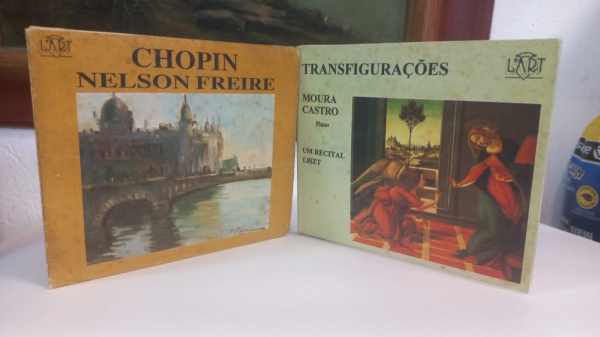 L'ART
CHOPIN
NELSON FREIRE
TRANSFIGURAÇÕES
L'ART
MOURA
CASTRO
Piano
UM RECITAL
LISZT